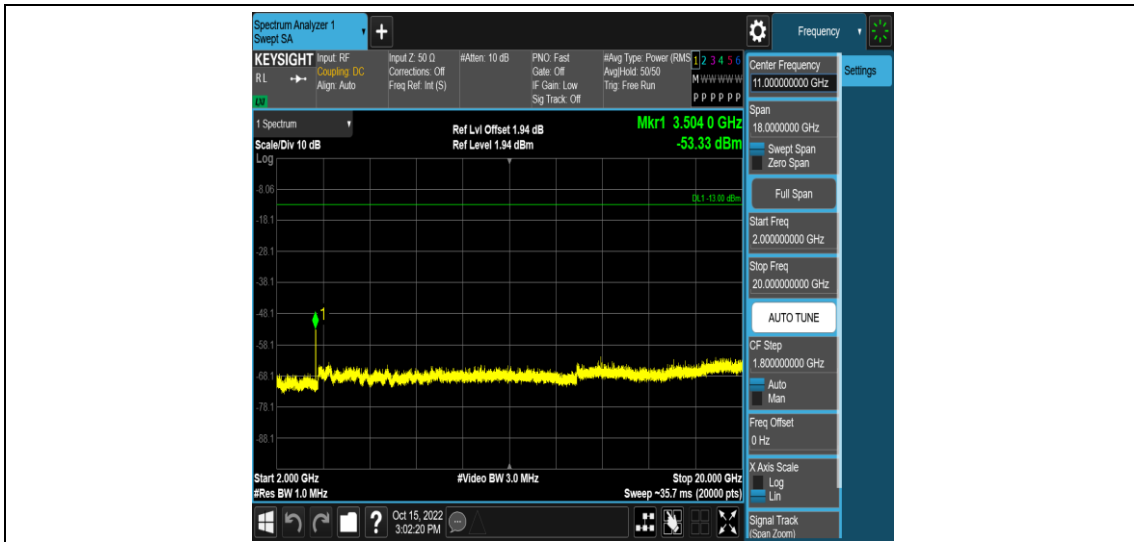 Spectrum Analyzer 1
Swept SA
+
Frequency
KEYSIGHT
RL
LXI
Input: RF
Coupling: DC
Align: Auto
Input Z: 50 Ω
Corrections: Off
Freq Ref: Int (S)
#Atten: 10 dB
PNO: Fast
Gate: Off
IF Gain: Low
Sig Track: Off
#Avg Type: Power (RMS
Avg|Hold: 50/50
Trig: Free Run
1 2 3 4 5 6
M W W W W W
P P P P P P
1 Spectrum
Scale/Div 10 dB
Ref Lvl Offset 1.94 dB
Ref Level 1.94 dBm
Mkr1 3.504 0 GHz
-53.33 dBm
Log
-8.06
DL1 -13.00 dBm
-18.1
-28.1
-38.1
-48.1
1
-58.1
-68.1
-78.1
-88.1
Start 2.000 GHz
#Video BW 3.0 MHz
Stop 20.000 GHz
#Res BW 1.0 MHz
Sweep ~35.7 ms (20000 pts)
?
Oct 15, 2022
3:02:20 PM
Center Frequency
11.000000000 GHz
Settings
Span
18.0000000 GHz
Swept Span
Zero Span
Full Span
Start Freq
2.000000000 GHz
Stop Freq
20.000000000 GHz
AUTO TUNE
CF Step
1.800000000 GHz
Auto
Man
Freq Offset
0 Hz
X Axis Scale
Log
Lin
Signal Track
(Span Zoom)